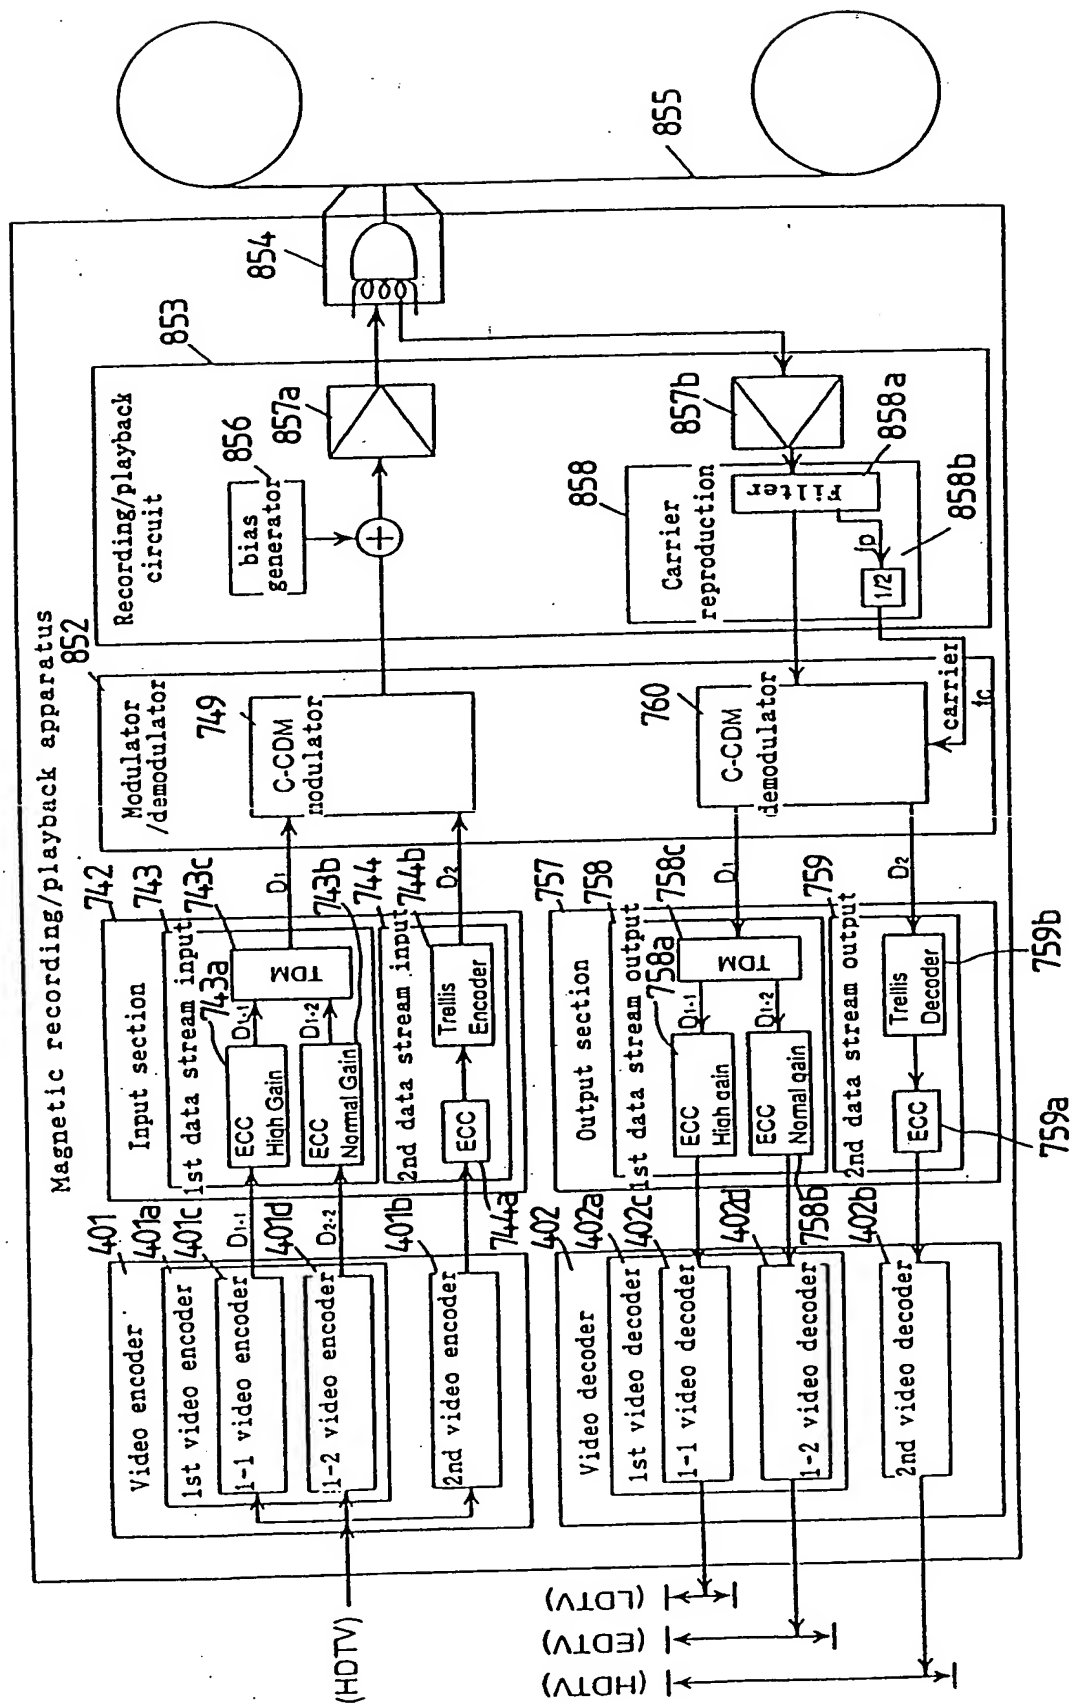 Magnetic recording/playback apparatus
(HDTV)
Video encoder
401
1st video encoder
401a
1-1 video encoder
401c
1-2 video encoder
401d
2nd video encoder
401b
D1-1
D2-2
Input section
742
1st data stream input
743
743a
743c
ECC
High Gain
D1-1
TDM
ECC
Normal Gain
D1-2
743b
2nd data stream input
744
744b
ECC
744a
Trellis
Encoder
D1
D2
Modulator
/demodulator
852
749
C-CDM
modulator
Recording/playback
circuit
853
bias
generator
856
+
857a
854
855
857b
Carrier
reproduction
858
Filter
858a
fp
1/2
858b
carrier
fc
760
C-CDM
demodulator
D1
D2
Output section
757
1st data stream output
758
758a
758c
TDM
D1-1
D1-2
ECC
High gain
ECC
Normal gain
758b
2nd data stream output
759
Trellis
Decoder
759b
ECC
759a
Video decoder
402
1st video decoder
402a
1-1 video decoder
402c
1-2 video decoder
402d
2nd video decoder
402b
(LDTV)
(EDTV)
(HDTV)